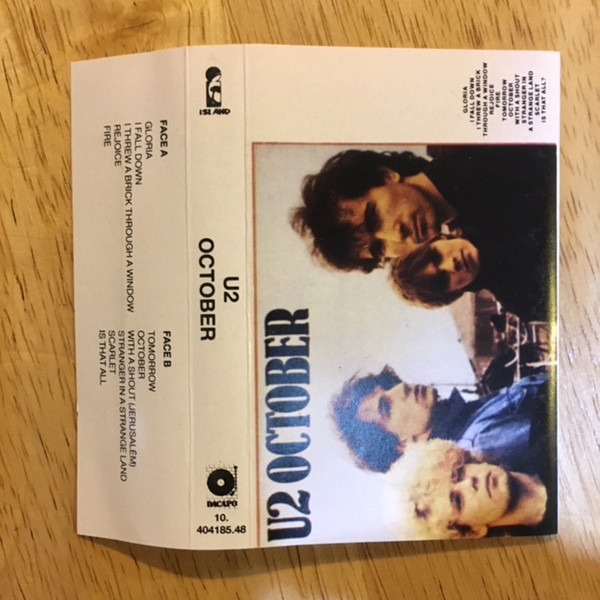 FACE A
GLORIA
I FALL DOWN
I THREW A BRICK THROUGH A WINDOW
REJOICE
FIRE
FACE B
TOMORROW
OCTOBER
WITH A SHOUT (JERUSALEM)
STRANGER IN A STRANGE LAND
SCARLET
IS THAT ALL
ISLAND
U2
OCTOBER
DACAPO
10.
404185.48
U2 OCTOBER
GLORIA
I FALL DOWN
I THREW A BRICK
THROUGH A WINDOW
REJOICE
FIRE
TOMORROW
OCTOBER
WITH A SHOUT
STRANGER IN
A STRANGE LAND
SCARLET
IS THAT ALL?